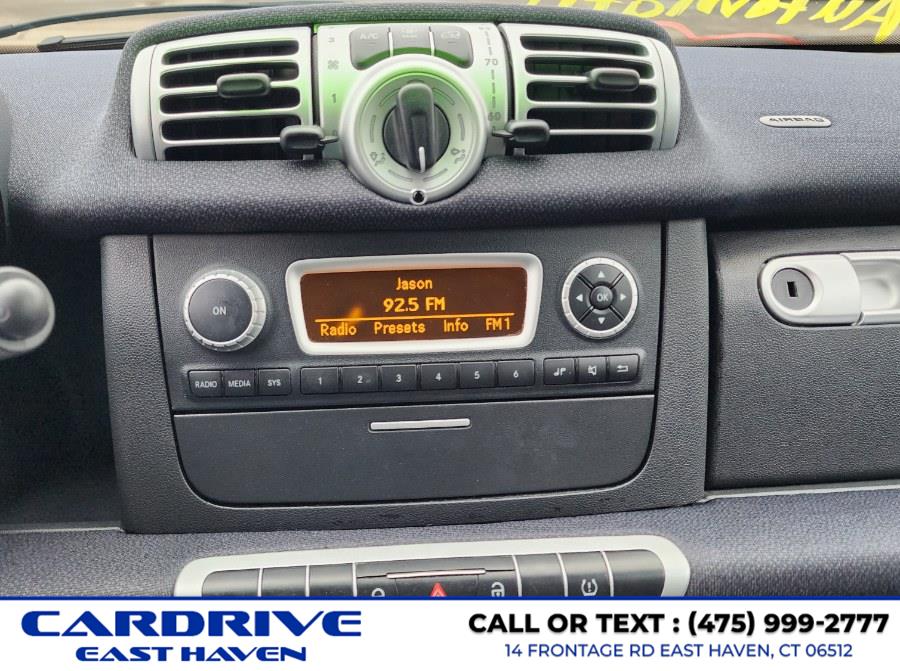 A/C
3
1
70
60
AIRBAG
ON
Jason
92.5 FM
Radio Presets Info FM1
OK
RADIO MEDIA SYS 1 2 3 4 5 6
CARDRIVE
EAST HAVEN
CALL OR TEXT : (475) 999-2777
14 FRONTAGE RD EAST HAVEN, CT 06512